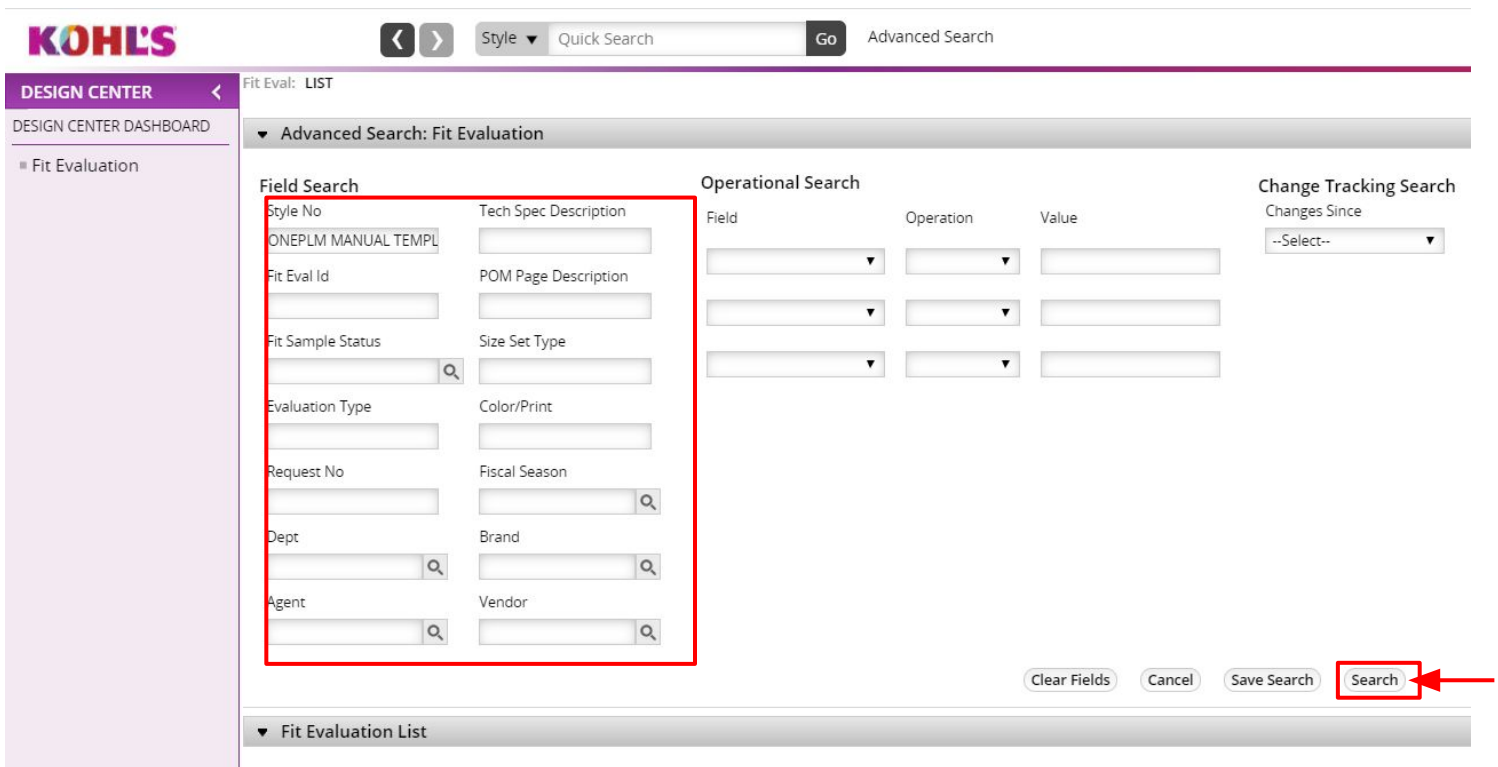 KOHL'S
Style Quick Search Go Advanced Search
DESIGN CENTER
DESIGN CENTER DASHBOARD
Fit Evaluation
Fit Eval: LIST
Advanced Search: Fit Evaluation
Field Search
Style No Tech Spec Description
ONEPLM MANUAL TEMPL
Fit Eval Id POM Page Description
Fit Sample Status Size Set Type
Evaluation Type Color/Print
Request No Fiscal Season
Dept Brand
Agent Vendor
Operational Search
Field Operation Value
Change Tracking Search
Changes Since
--Select--
Clear Fields Cancel Save Search Search
Fit Evaluation List